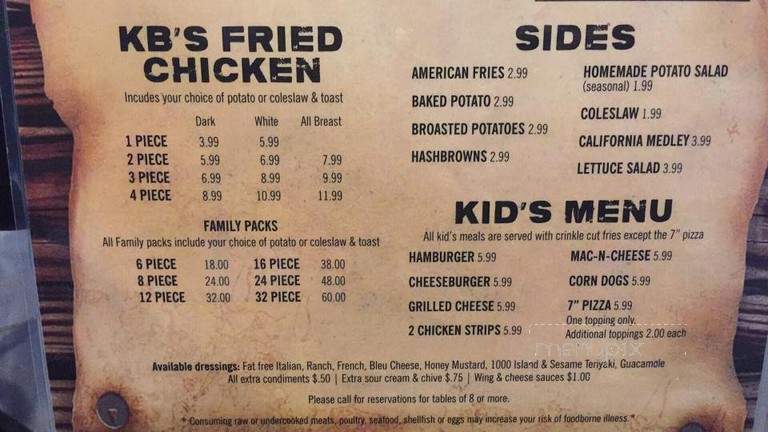 KB'S FRIED
CHICKEN
Incudes your choice of potato or coleslaw & toast
Dark White All Breast
1 PIECE 3.99 5.99
2 PIECE 5.99 6.99 7.99
3 PIECE 6.99 8.99 9.99
4 PIECE 8.99 10.99 11.99
FAMILY PACKS
All Family packs include your choice of potato or coleslaw & toast
6 PIECE 18.00 16 PIECE 38.00
8 PIECE 24.00 24 PIECE 48.00
12 PIECE 32.00 32 PIECE 60.00
SIDES
AMERICAN FRIES 2.99
BAKED POTATO 2.99
BROASTED POTATOES 2.99
HASHBROWNS 2.99
HOMEMADE POTATO SALAD
(seasonal) 1.99
COLESLAW 1.99
CALIFORNIA MEDLEY 3.99
LETTUCE SALAD 3.99
KID'S MENU
All kid's meals are served with crinkle cut fries except the 7" pizza
HAMBURGER 5.99
CHEESEBURGER 5.99
GRILLED CHEESE 5.99
2 CHICKEN STRIPS 5.99
MAC-N-CHEESE 5.99
CORN DOGS 5.99
7" PIZZA 5.99
One topping only.
Additional toppings 2.00 each
Available dressings: Fat free Italian, Ranch, French, Bleu Cheese, Honey Mustard, 1000 Island & Sesame Teriyaki, Guacamole
All extra condiments $.50 | Extra sour cream & chive $.75 | Wing & cheese sauces $1.00
Please call for reservations for tables of 8 or more.
* Consuming raw or undercooked meats, poultry, seafood, shellfish or eggs may increase your risk of foodborne illness. *